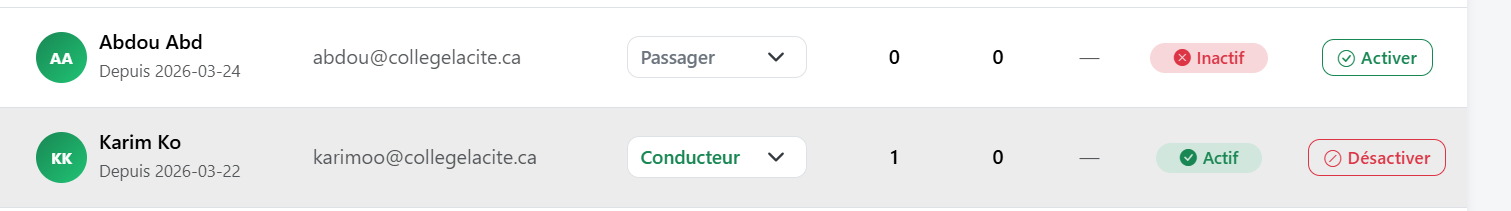 AA Abdou Abd
Depuis 2026-03-24
abdou@collegelacite.ca
Passager
0
0
—
Inactif
Activer
KK Karim Ko
Depuis 2026-03-22
karimoo@collegelacite.ca
Conducteur
1
0
—
Actif
Désactiver